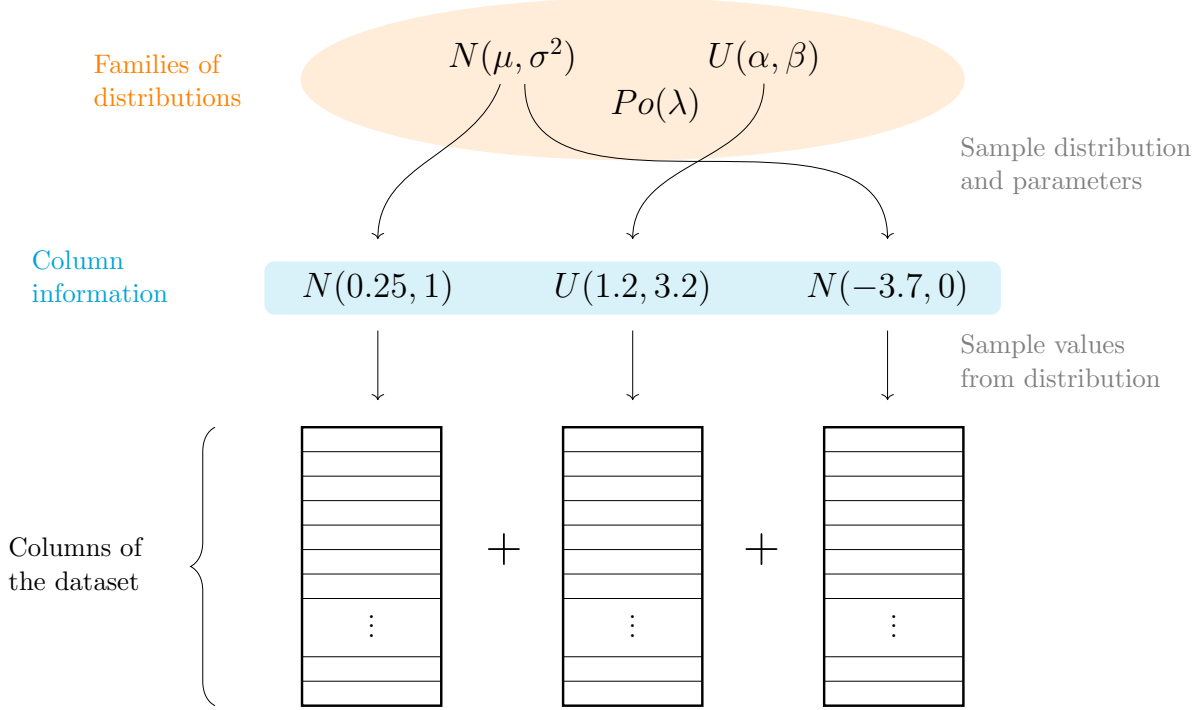 Families of
distributions
N(μ, σ²)
U(α, β)
Po(λ)
Sample distribution
and parameters
Column
information
N(0.25, 1)
U(1.2, 3.2)
N(−3.7, 0)
Sample values
from distribution
Columns of
the dataset
⋮
+
⋮
+
⋮